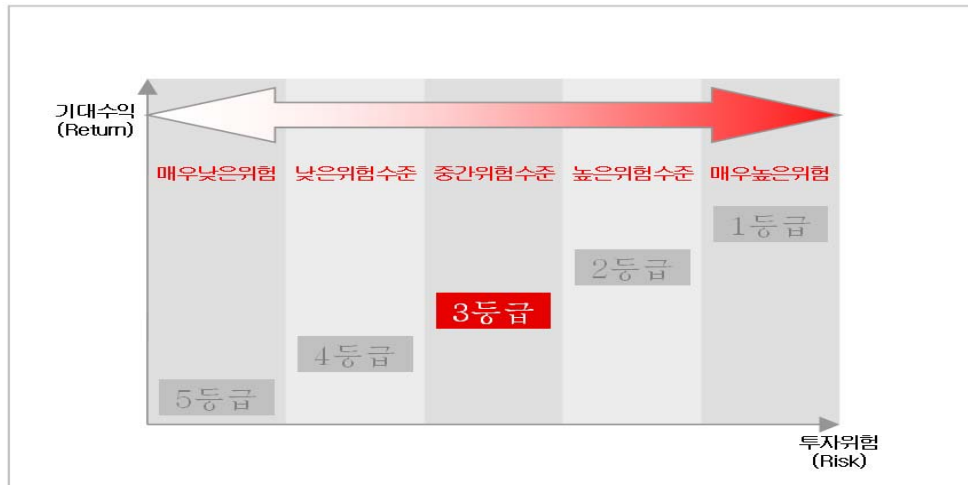 기대수익
(Return)
매우낮은위험 낮은위험수준 중간위험수준 높은위험수준 매우높은위험
1등급
2등급
3등급
4등급
5등급
투자위험
(Risk)